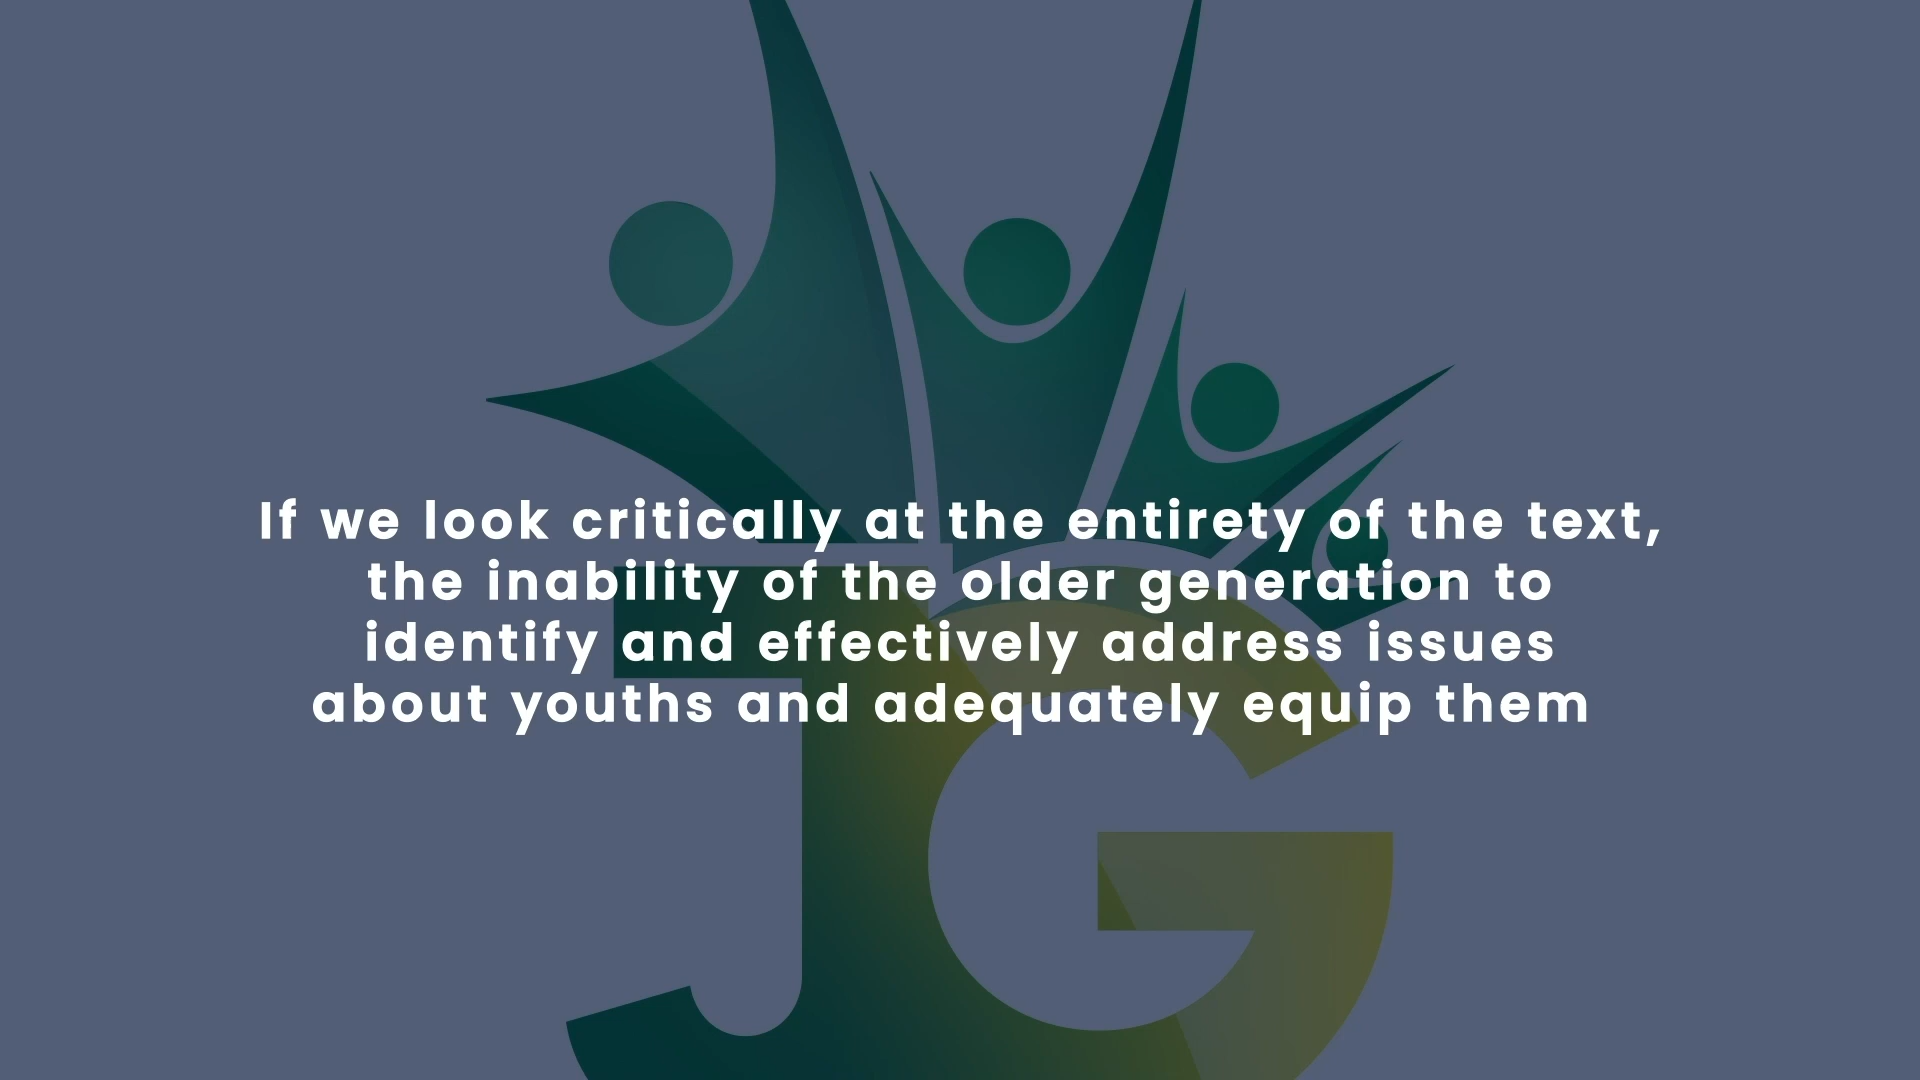 If we look critically at the entirety of the text,
the inability of the older generation to
identify and effectively address issues
about youths and adequately equip them
JG